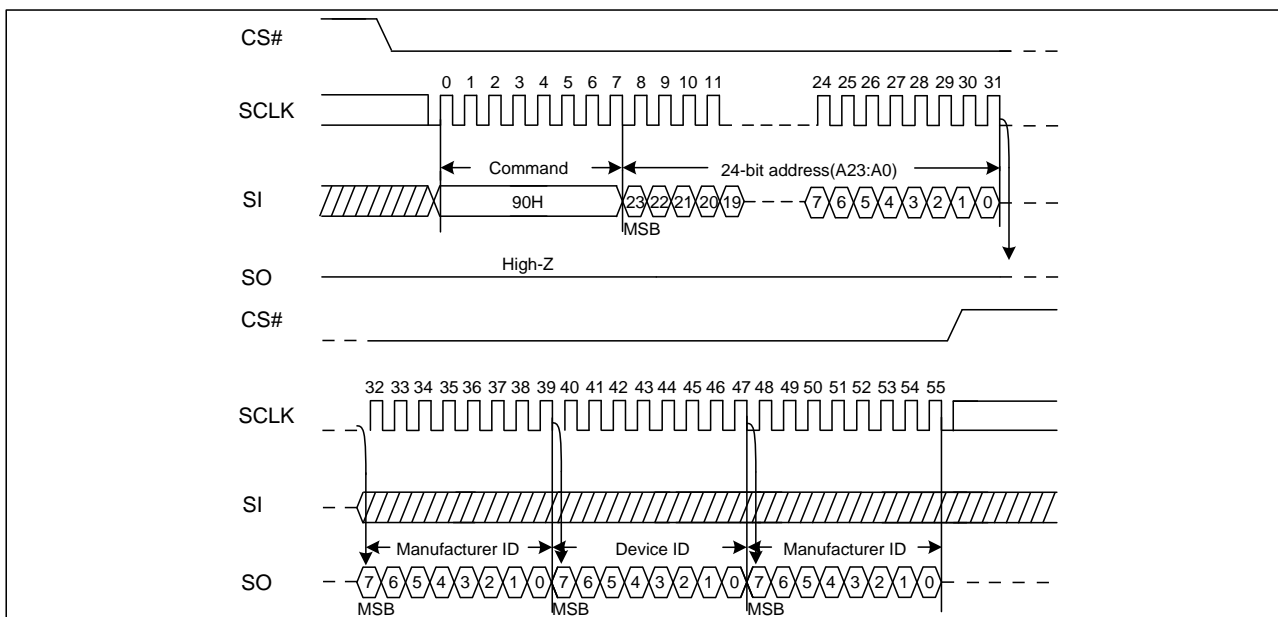 CS#
0 1 2 3 4 5 6 7 8 9 10 11 24 25 26 27 28 29 30 31
SCLK
Command 24-bit address(A23:A0)
SI 90H 23 22 21 20 19 7 6 5 4 3 2 1 0
MSB
High-Z
SO
CS#
32 33 34 35 36 37 38 39 40 41 42 43 44 45 46 47 48 49 50 51 52 53 54 55
SCLK
SI
Manufacturer ID Device ID Manufacturer ID
SO 7 6 5 4 3 2 1 0 7 6 5 4 3 2 1 0 7 6 5 4 3 2 1 0
MSB MSB MSB